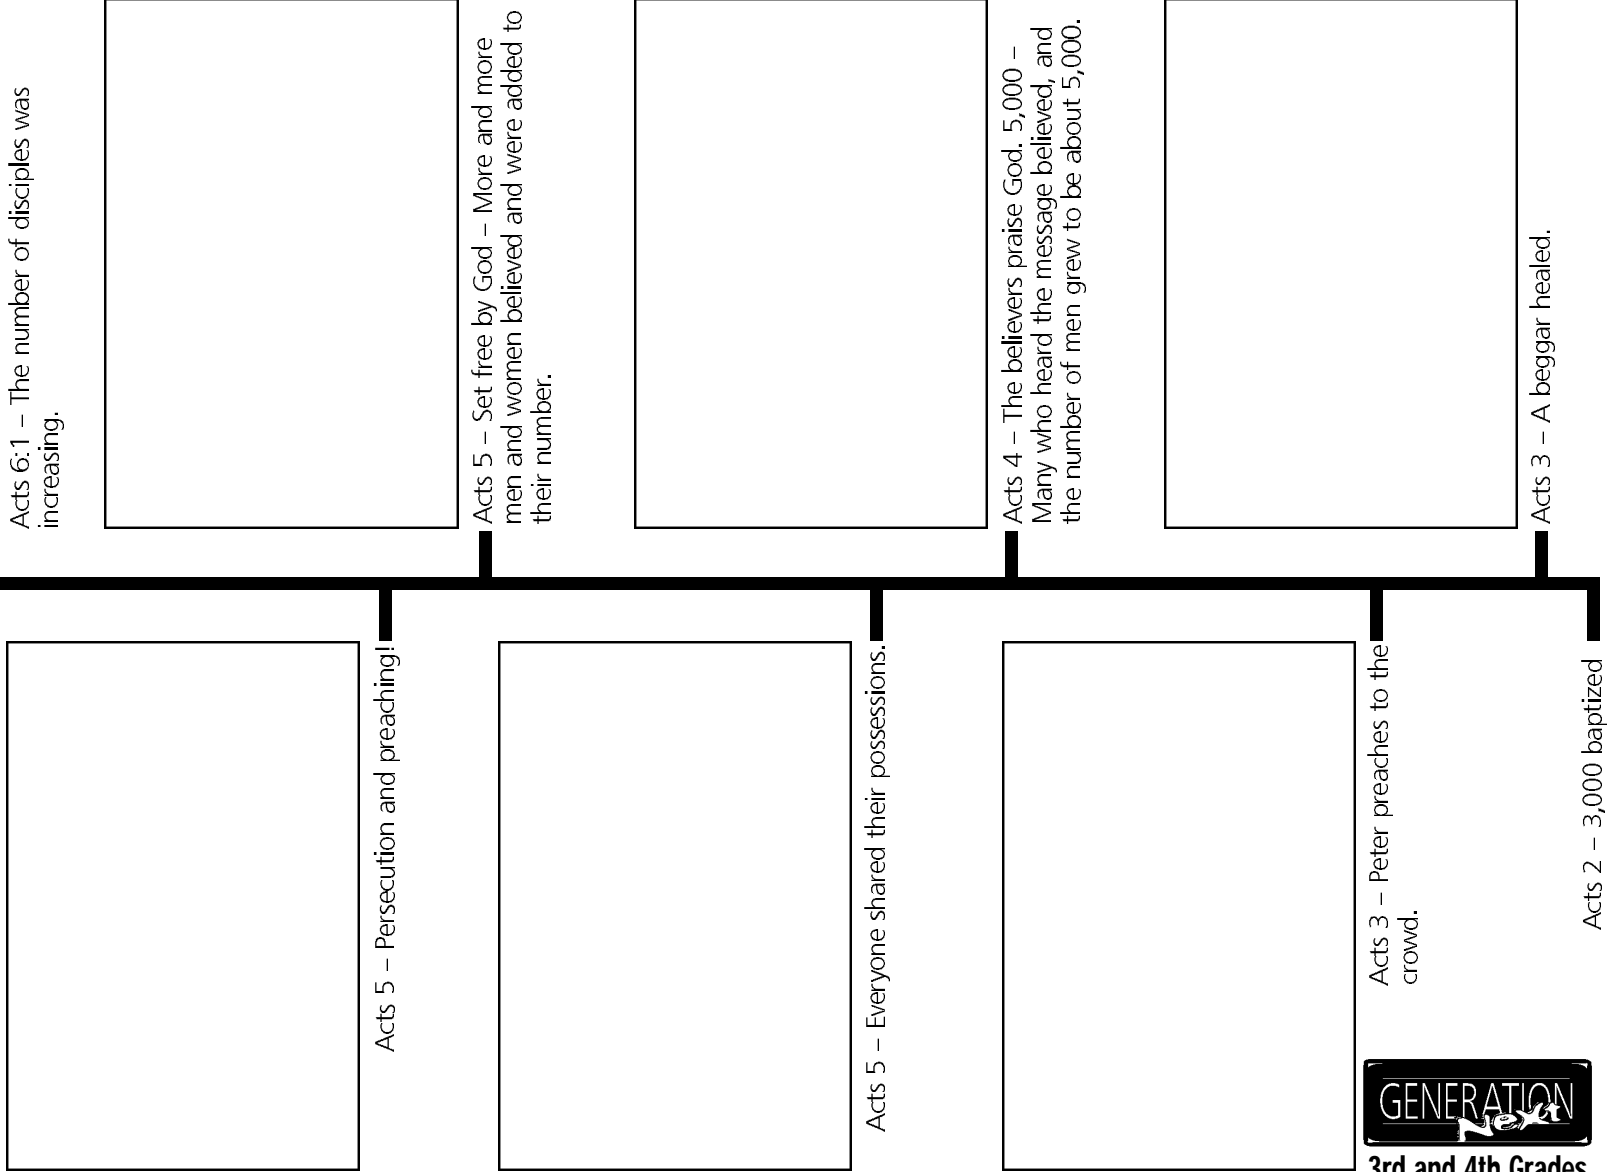 Acts 6:1 – The number of disciples was
increasing.
Acts 5 – Set free by God – More and more
men and women believed and were added to
their number.
Acts 4 – The believers praise God. 5,000 –
Many who heard the message believed, and
the number of men grew to be about 5,000.
Acts 3 – A beggar healed.
Acts 5 – Persecution and preaching!
Acts 5 – Everyone shared their possessions.
Acts 3 – Peter preaches to the
crowd.
Acts 2 – 3,000 baptized
GENERATION
Next
3rd and 4th Grades